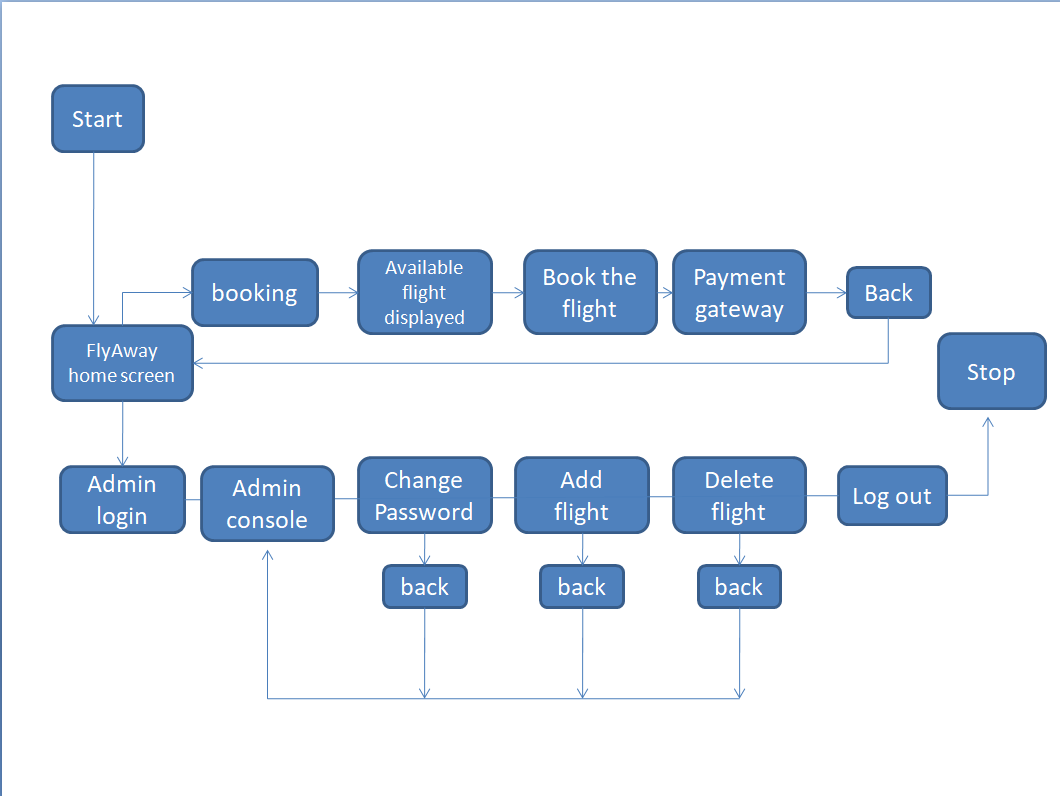 Start
booking
Available
flight
displayed
Book the
flight
Payment
gateway
Back
FlyAway
home screen
Stop
Admin
login
Admin
console
Change
Password
Add
flight
Delete
flight
Log out
back
back
back